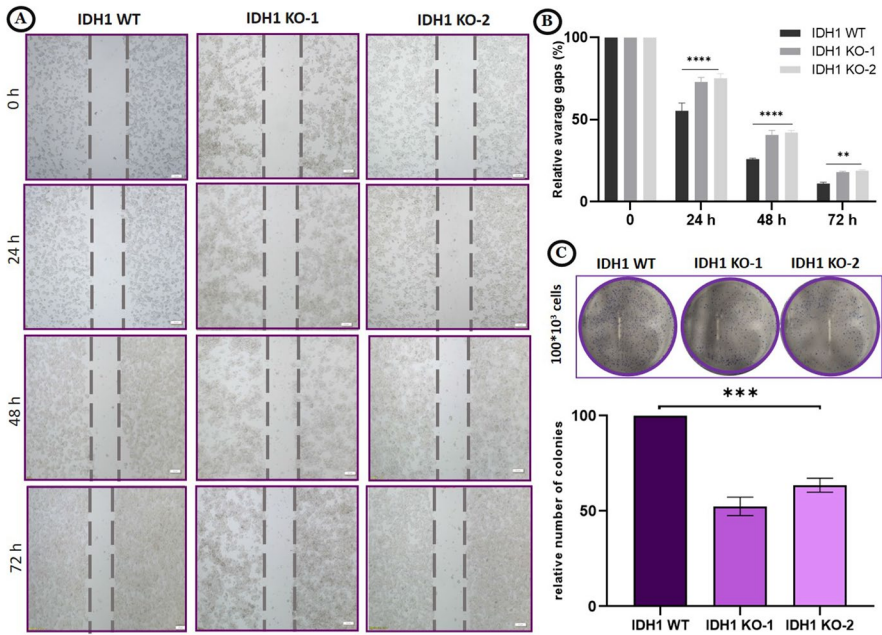 A
IDH1 WT
IDH1 KO-1
IDH1 KO-2
0 h
24 h
48 h
72 h
B
Relative avarage gaps (%)
100
50
0
IDH1 WT
IDH1 KO-1
IDH1 KO-2
****
****
**
0
24 h
48 h
72 h
C
IDH1 WT
IDH1 KO-1
IDH1 KO-2
100*10³ cells
relative number of colonies
100
50
0
***
IDH1 WT
IDH1 KO-1
IDH1 KO-2